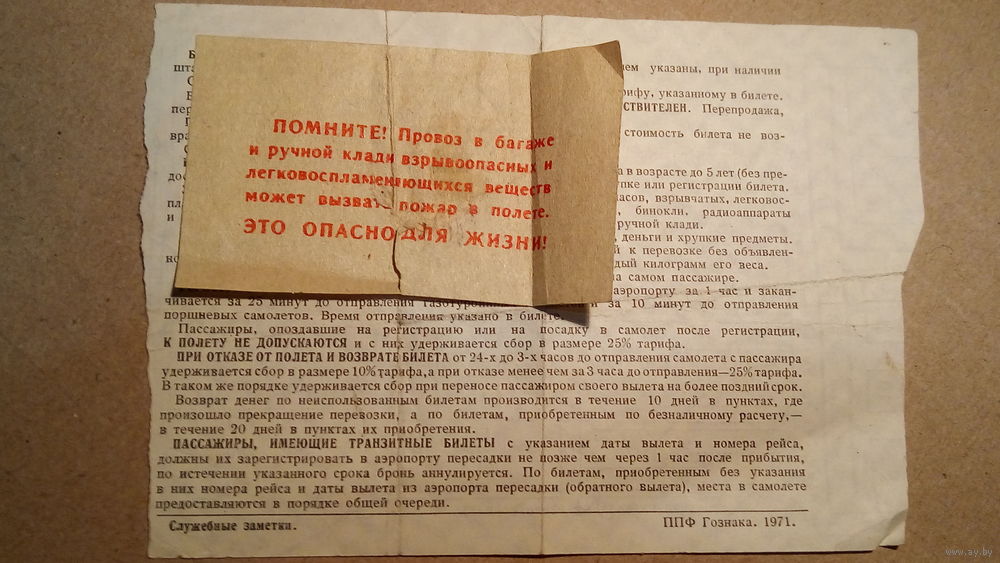 ПОМНИТЕ! Провоз в багаже
и ручной клади взрывоопасных и
легковоспламеняющихся веществ
может вызвать пожар в полете.
ЭТО ОПАСНО ДЛЯ ЖИЗНИ!
указаны, при наличии
указанному в билете.
Перепродажа,
стоимость билета не воз-
в возрасте до 5 лет (без пре-
или регистрации билета.
взрывчатых, легковос-
бинокли, радиоаппараты
и ручной клади.
деньги и хрупкие предметы.
к перевозке без объявлен-
килограмм его веса.
на самом пассажире.
аэропорту за 1 час и закан-
чивается за 25 минут до отправления и за 10 минут до отправления
поршневых самолетов. Время отправления указано в билете.
Пассажиры, опоздавшие на регистрацию или на посадку в самолет после регистрации,
К ПОЛЕТУ НЕ ДОПУСКАЮТСЯ и с них удерживается сбор в размере 25% тарифа.
ПРИ ОТКАЗЕ ОТ ПОЛЕТА И ВОЗВРАТЕ БИЛЕТА от 24-х до 3-х часов до отправления самолета с пассажира
удерживается сбор в размере 10% тарифа, а при отказе менее чем за 3 часа до отправления—25% тарифа.
В таком же порядке удерживается сбор при переносе пассажиром своего вылета на более поздний срок.
Возврат денег по неиспользованным билетам производится в течение 10 дней в пунктах, где
произошло прекращение перевозки, а по билетам, приобретенным по безналичному расчету,—
в течение 20 дней в пунктах их приобретения.
ПАССАЖИРЫ, ИМЕЮЩИЕ ТРАНЗИТНЫЕ БИЛЕТЫ с указанием даты вылета и номера рейса,
должны их зарегистрировать в аэропорту пересадки не позже чем через 1 час после прибытия,
по истечении указанного срока бронь аннулируется. По билетам, приобретенным без указания
в них номера рейса и даты вылета из аэропорта пересадки (обратного вылета), места в самолете
предоставляются в порядке общей очереди.
Служебные заметки. ППФ Гознака. 1971.
www.ay.by